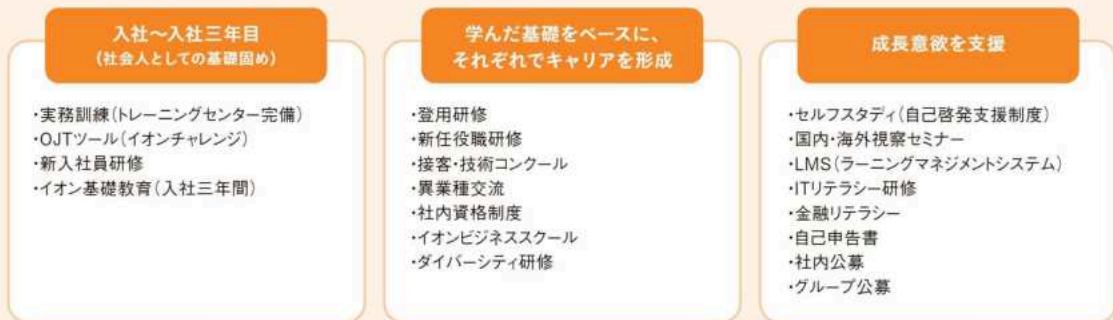 入社～入社三年目
(社会人としての基礎固め)
・実務訓練(トレーニングセンター完備)
・OJTツール(イオンチャレンジ)
・新入社員研修
・イオン基礎教育(入社三年間)
学んだ基礎をベースに、
それぞれでキャリアを形成
・登用研修
・新任役職研修
・接客・技術コンクール
・異業種交流
・社内資格制度
・イオンビジネススクール
・ダイバーシティ研修
成長意欲を支援
・セルフスタディ(自己啓発支援制度)
・国内・海外視察セミナー
・LMS(ラーニングマネジメントシステム)
・ITリテラシー研修
・金融リテラシー
・自己申告書
・社内公募
・グループ公募